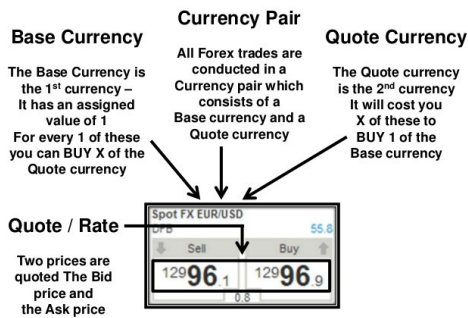 Currency Pair
Base Currency
Quote Currency
All Forex trades are
conducted in a
Currency pair which
consists of a
Base currency and a
Quote currency
The Base Currency is
the 1st currency –
It has an assigned
value of 1
For every 1 of these
you can BUY X of the
Quote currency
The Quote currency
is the 2nd currency
It will cost you
X of these to
BUY 1 of the
Base currency
Quote / Rate
Two prices are
quoted The Bid
price and
the Ask price
Spot FX EUR/USD
DFB 55.8
Sell Buy
12996.1 12996.9
0.8